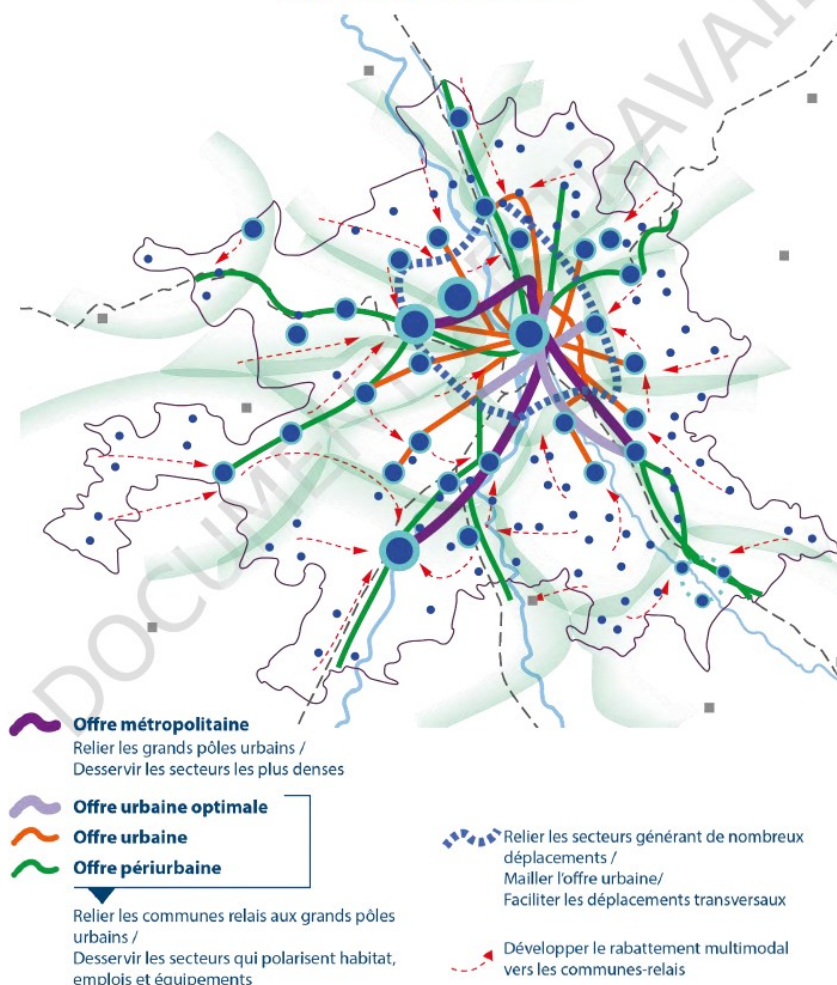 DOCUMENT DE TRAVAIL
Offre métropolitaine
Relier les grands pôles urbains /
Desservir les secteurs les plus denses
Offre urbaine optimale
Offre urbaine
Offre périurbaine
Relier les communes relais aux grands pôles
urbains /
Desservir les secteurs qui polarisent habitat,
emplois et équipements
Relier les secteurs générant de nombreux
déplacements /
Mailler l'offre urbaine/
Faciliter les déplacements transversaux
Développer le rabattement multimodal
vers les communes-relais